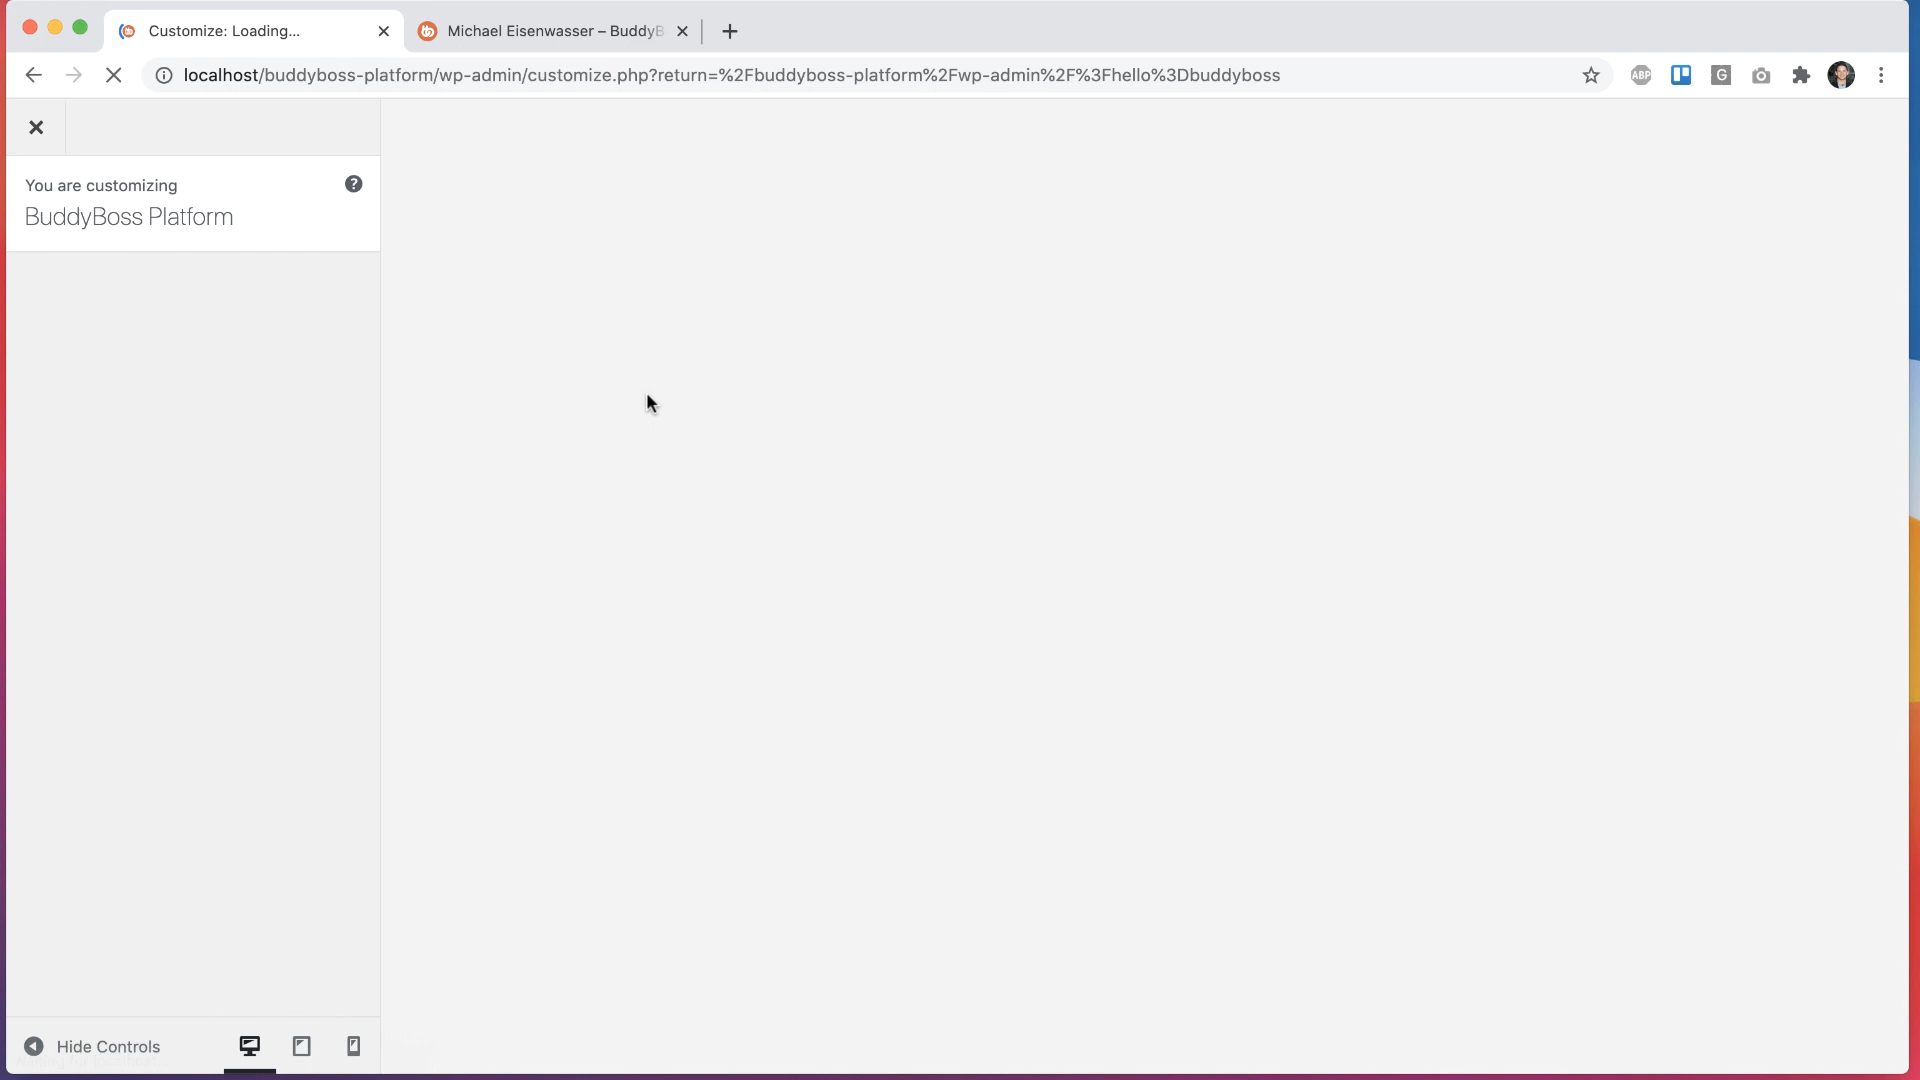 Customize: Loading...
Michael Eisenwasser – BuddyB
localhost/buddyboss-platform/wp-admin/customize.php?return=%2Fbuddyboss-platform%2Fwp-admin%2F%3Fhello%3Dbuddyboss
ABP
G
You are customizing
BuddyBoss Platform
Hide Controls